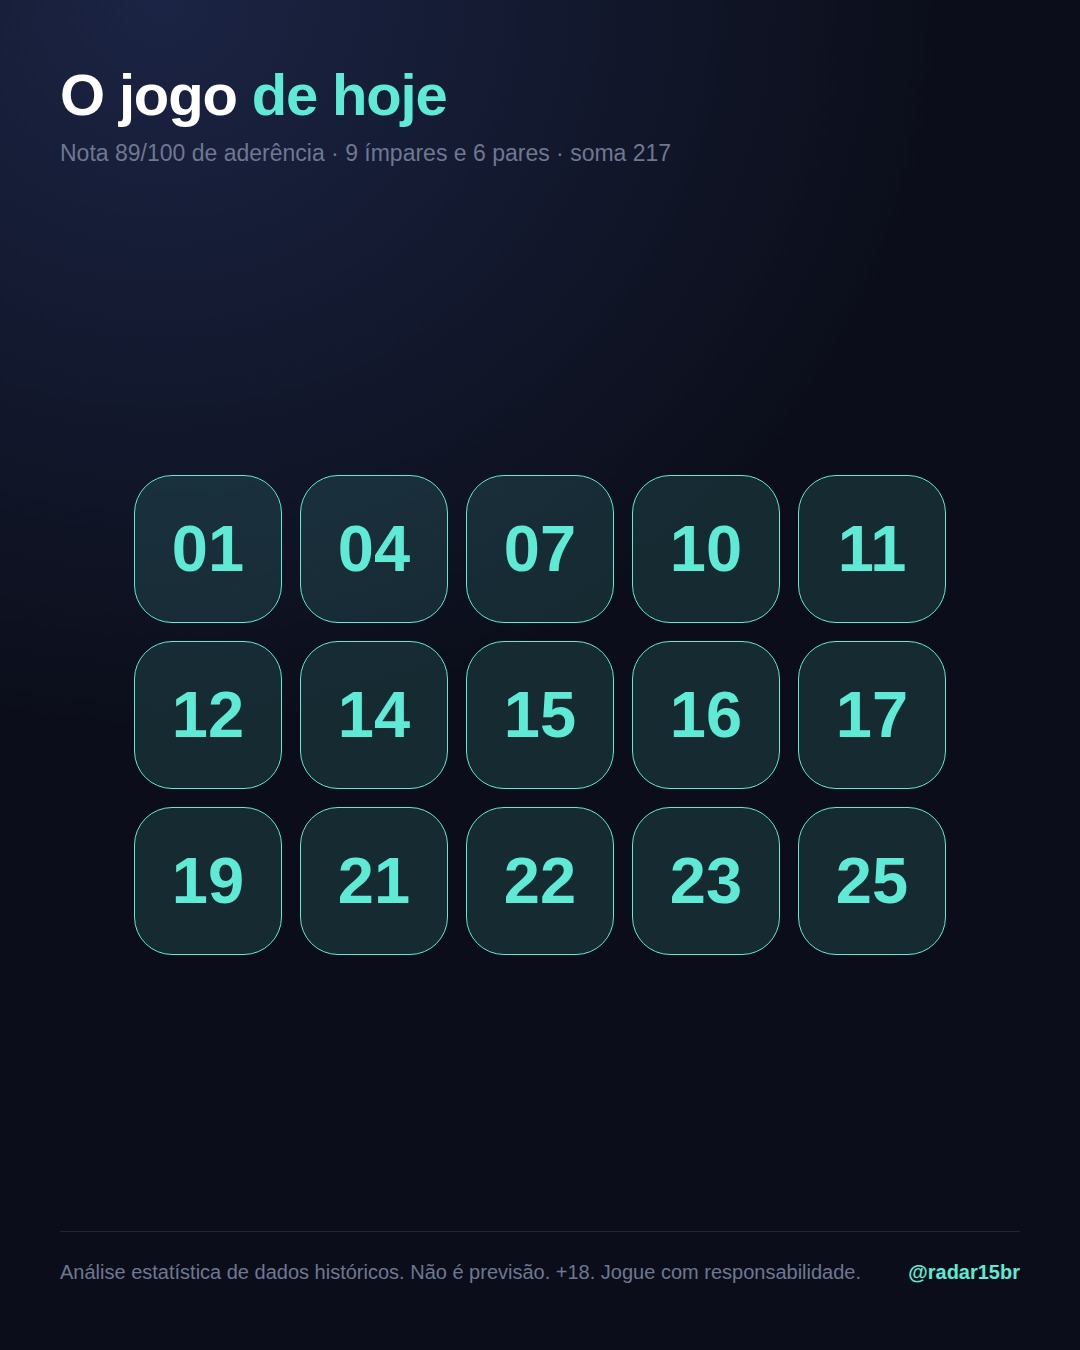 O jogo de hoje
Nota 89/100 de aderência · 9 ímpares e 6 pares · soma 217
01 04 07 10 11
12 14 15 16 17
19 21 22 23 25
Análise estatística de dados históricos. Não é previsão. +18. Jogue com responsabilidade. @radar15br